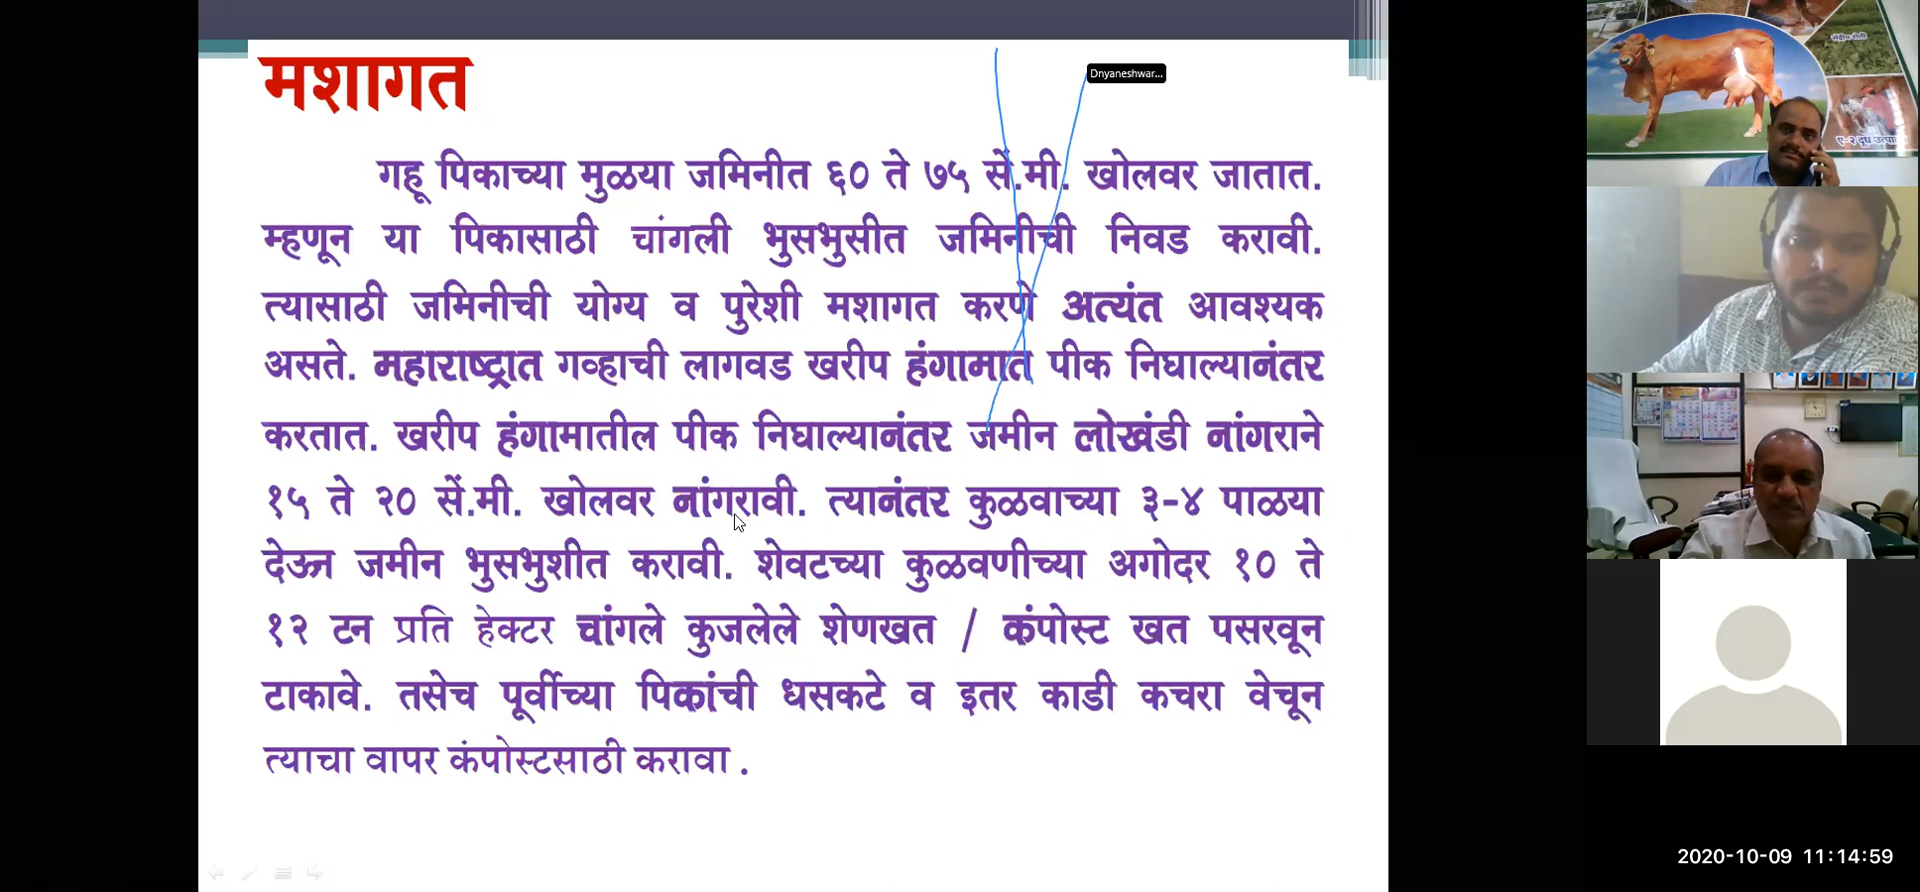 मशागत
Dnyaneshwar...
गहू पिकाच्या मुळया जमिनीत ६० ते ७५ सें.मी. खोलवर जातात.
म्हणून या पिकासाठी चांगली भुसभुसीत जमिनीची निवड करावी.
त्यासाठी जमिनीची योग्य व पुरेशी मशागत करणे अत्यंत आवश्यक
असते. महाराष्ट्रात गव्हाची लागवड खरीप हंगामात पीक निघाल्यानंतर
करतात. खरीप हंगामातील पीक निघाल्यानंतर जमीन लोखंडी नांगराने
१५ ते २० सें.मी. खोलवर नांगरावी. त्यानंतर कुळवाच्या ३-४ पाळया
देऊन जमीन भुसभुशीत करावी. शेवटच्या कुळवणीच्या अगोदर १० ते
१२ टन प्रति हेक्टर चांगले कुजलेले शेणखत / कंपोस्ट खत पसरवून
टाकावे. तसेच पूर्वीच्या पिकांची धसकटे व इतर काडी कचरा वेचून
त्याचा वापर कंपोस्टसाठी करावा .
ए-२ दूध उत्पा
2020-10-09 11:14:59